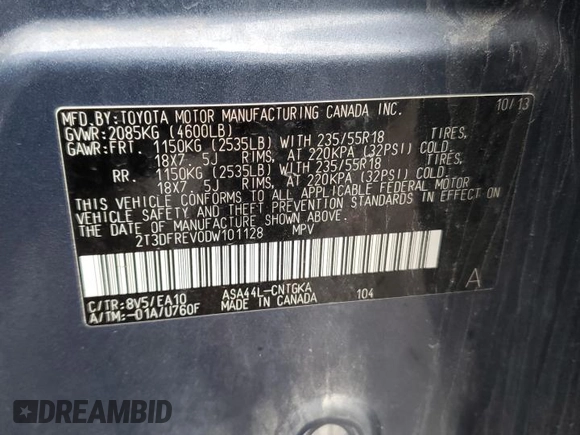 MFD. BY: TOYOTA MOTOR MANUFACTURING CANADA INC. 10/13
GVWR: 2085KG (4600LB)
GAWR: FRT. 1150KG (2535LB) WITH 235/55R18 TIRES,
18X7 5J RIMS, AT 220KPA (32PSI) COLD.
RR. 1150KG (2535LB) WITH 235/55R18 TIRES,
18X7 5J RIMS, AT 220KPA (32PSI) COLD.
THIS VEHICLE CONFORMS TO ALL APPLICABLE FEDERAL MOTOR
VEHICLE SAFETY AND THEFT PREVENTION STANDARDS IN EFFECT ON
THE DATE OF MANUFACTURE SHOWN ABOVE.
2T3DFREV0DW101128 MPV
C/TR: 8V5/EA10 ASA44L-CNTGKA 104 A
A/TM: -01A/U760F MADE IN CANADA
DREAMBID